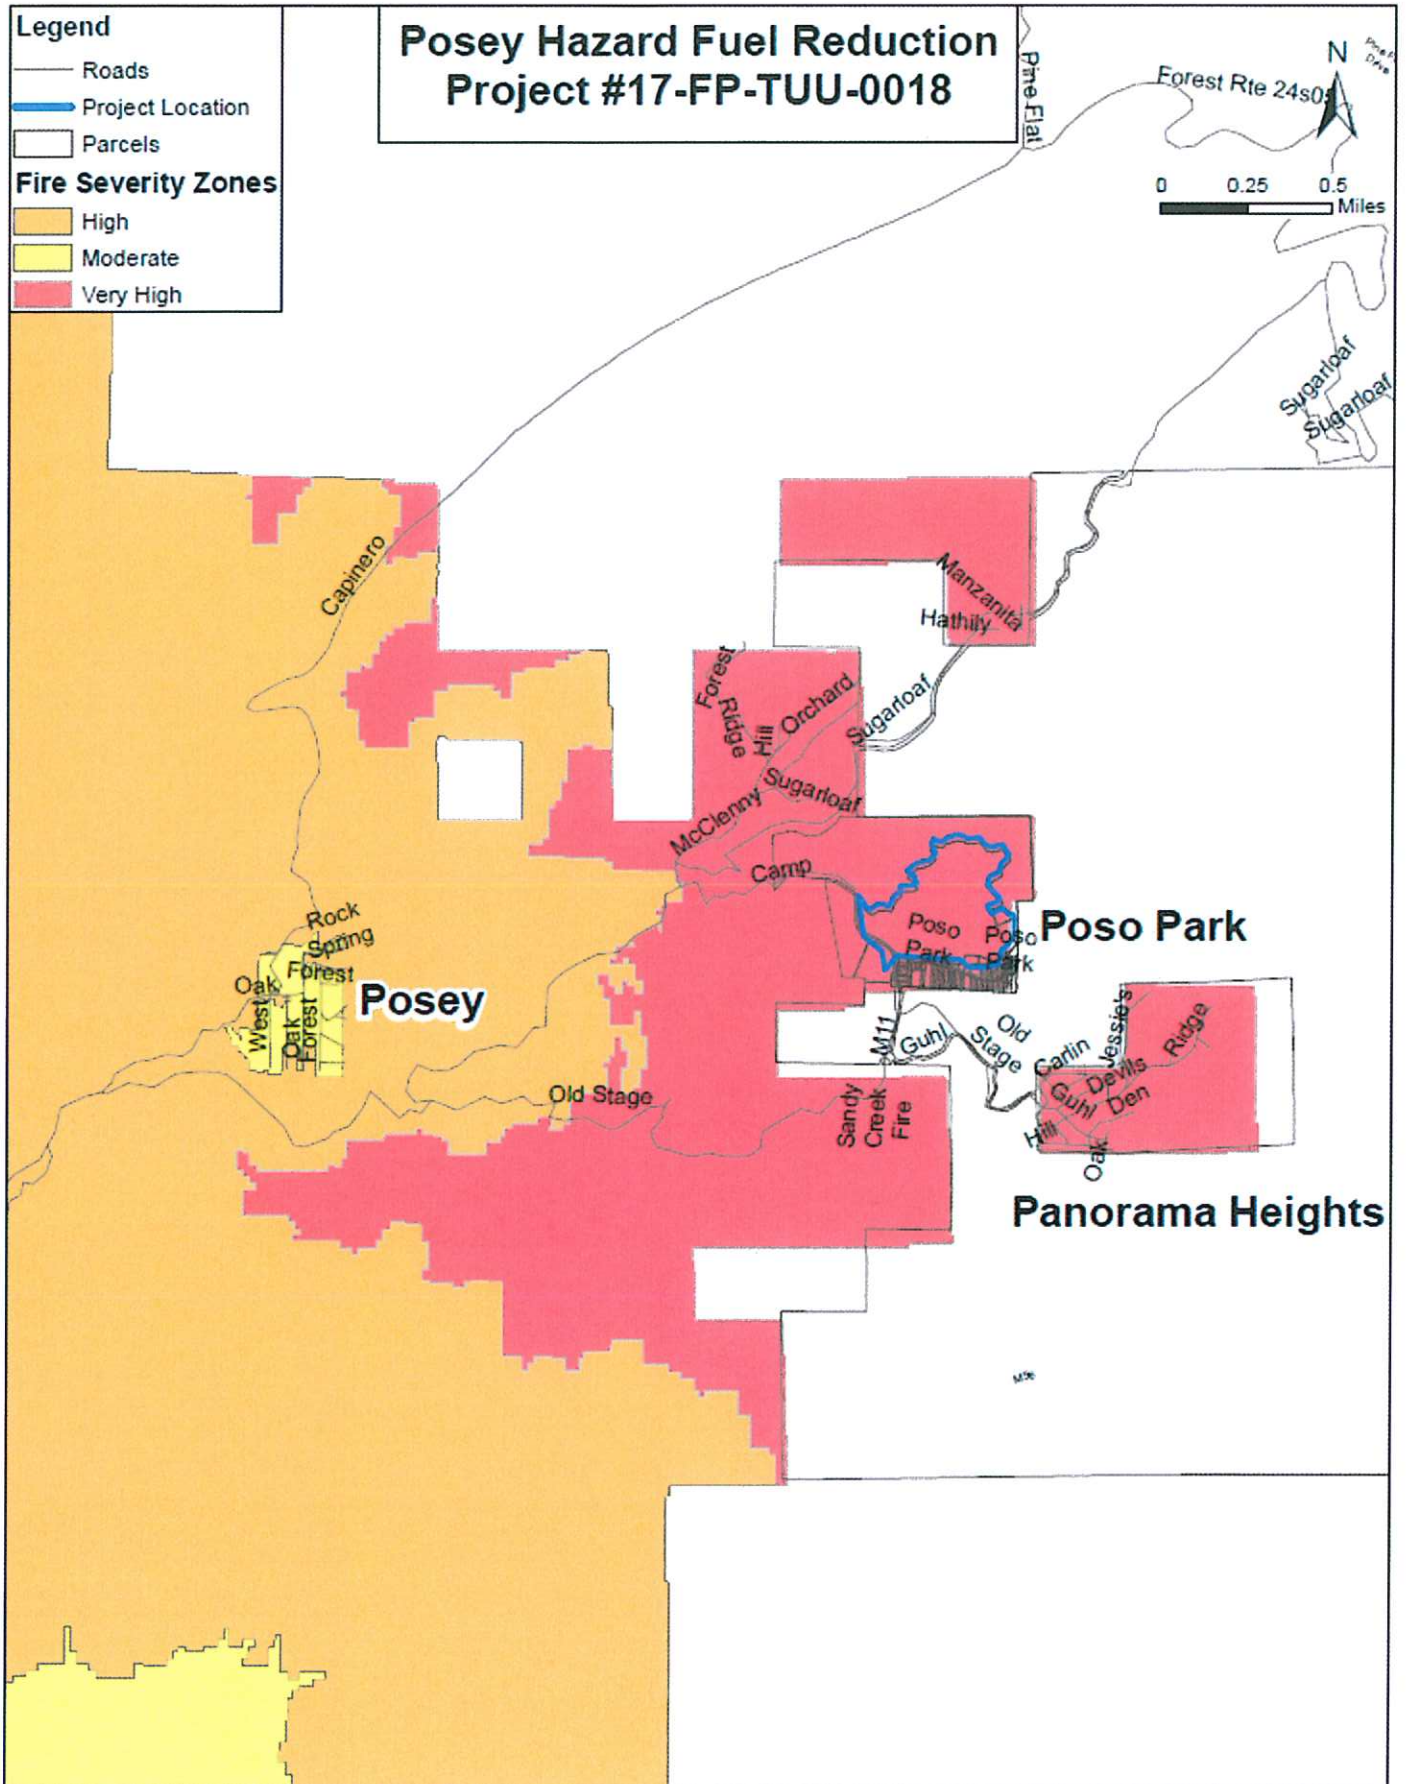 Legend
Roads
Project Location
Parcels
Fire Severity Zones
High
Moderate
Very High
Posey Hazard Fuel Reduction
Project #17-FP-TUU-0018
Pine Flat
N
0 0.25 0.5
Miles
Sugarloaf
Sugarloaf
Capinero
Manzanita
Hathily
Forest
Ridge
Hill
Orchard
Sugarloaf
Sugarloaf
McClenny
Camp
Poso
Park
Poso
Park
Poso Park
Rock
Spring
Forest
Oak
West
Oak
Forest
Posey
M11
Guhl
Old
Stage
Carlin
Jessie's
Ridge
Devils
Den
Guhl
Hill
Oak
Old Stage
Sandy
Creek
Fire
Panorama Heights